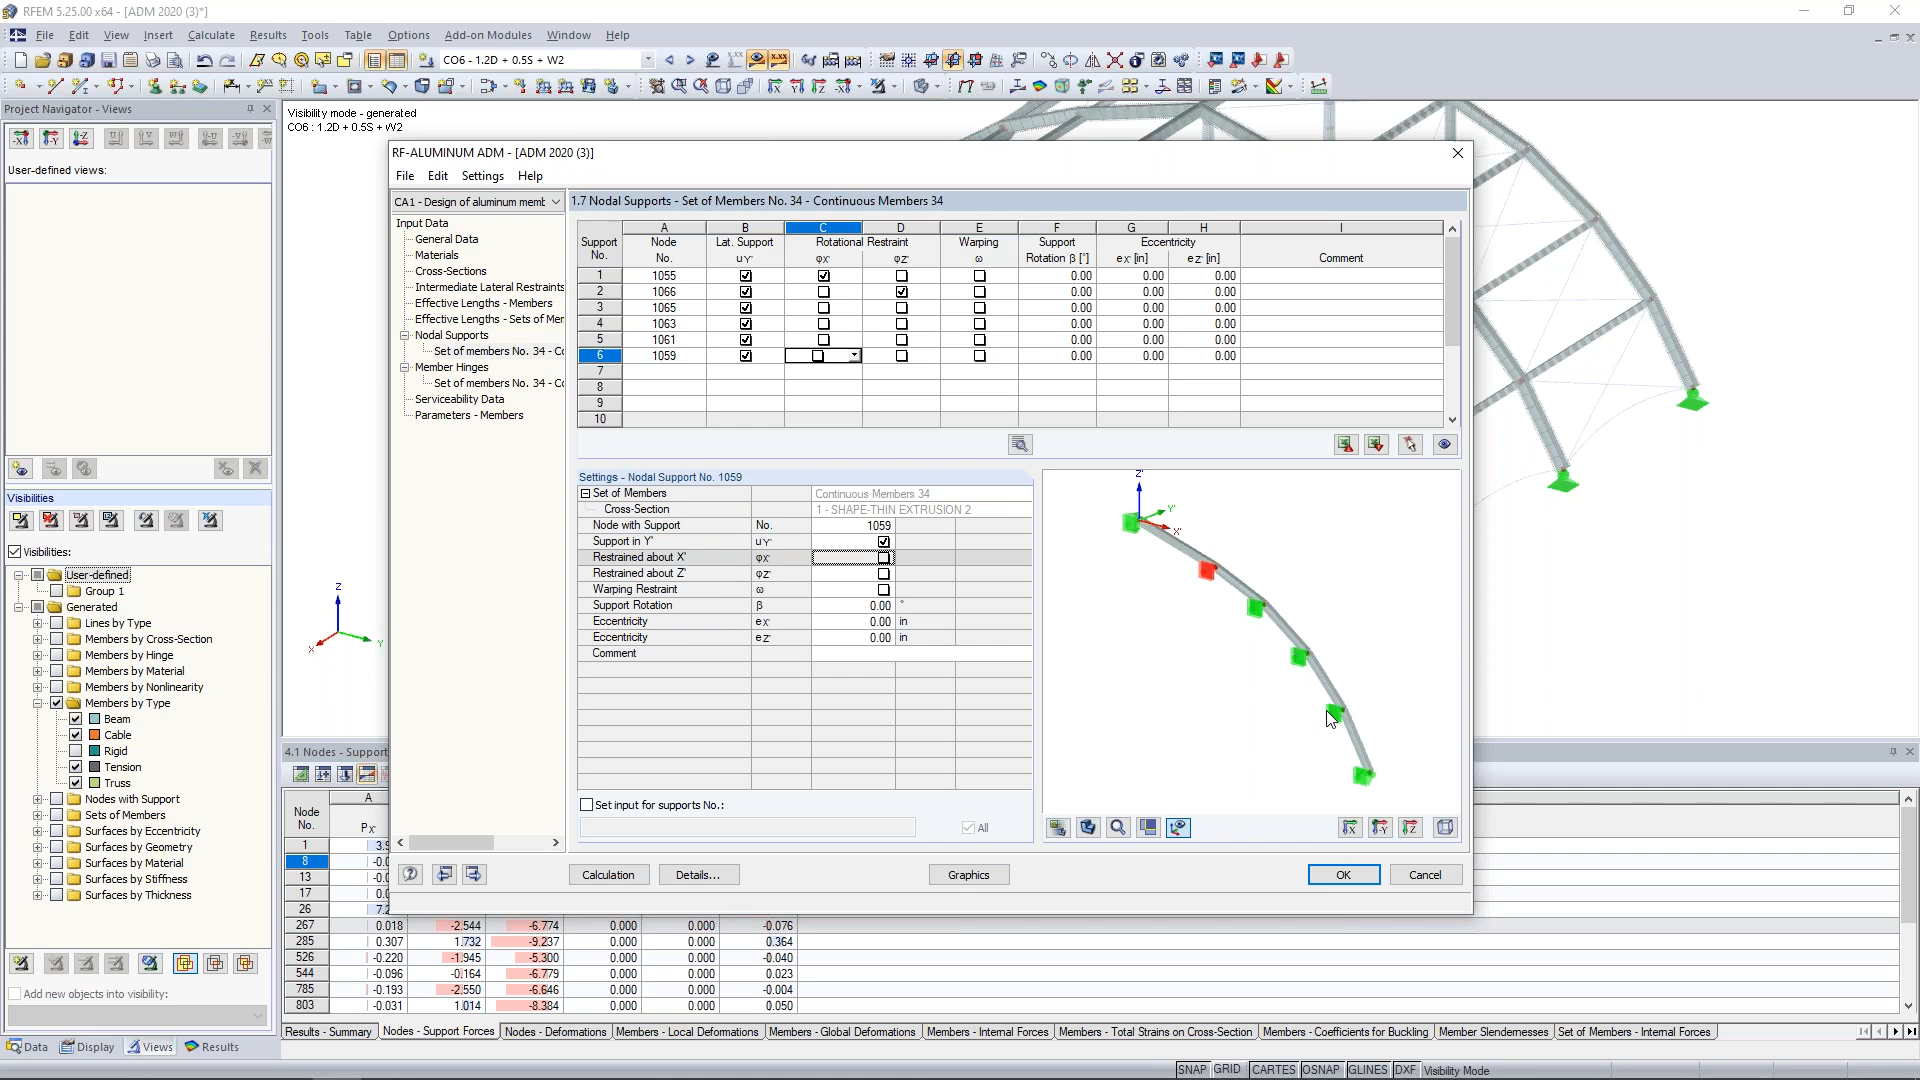 RFEM 5.25.00 x64 - [ADM 2020 (3)*]
File Edit View Insert Calculate Results Tools Table Options Add-on Modules Window Help
CO6 - 1.2D + 0.5S + W2
Project Navigator - Views
User-defined views:
Visibilities
Visibilities:
User-defined
Group 1
Generated
Lines by Type
Members by Cross-Section
Members by Hinge
Members by Material
Members by Nonlinearity
Members by Type
Beam
Cable
Rigid
Tension
Truss
Nodes with Support
Sets of Members
Surfaces by Eccentricity
Surfaces by Geometry
Surfaces by Material
Surfaces by Stiffness
Surfaces by Thickness
Add new objects into visibility:
Data Display Views Results
Visibility mode - generated
CO6 : 1.2D + 0.5S + W2
Z
X Y
RF-ALUMINUM ADM - [ADM 2020 (3)]
File Edit Settings Help
CA1 - Design of aluminum memt
Input Data
General Data
Materials
Cross-Sections
Intermediate Lateral Restraints
Effective Lengths - Members
Effective Lengths - Sets of Mer
Nodal Supports
Set of members No. 34 - Co
Member Hinges
Set of members No. 34 - Co
Serviceability Data
Parameters - Members
1.7 Nodal Supports - Set of Members No. 34 - Continuous Members 34
A B C D E F G H I
Support Node Lat. Support Rotational Restraint Warping Support Eccentricity
No. No. uY' φX' φZ' ω Rotation β [°] eX' [in] eZ' [in] Comment
1 1055 0.00 0.00 0.00
2 1066 0.00 0.00 0.00
3 1065 0.00 0.00 0.00
4 1063 0.00 0.00 0.00
5 1061 0.00 0.00 0.00
6 1059 0.00 0.00 0.00
7
8
9
10
Settings - Nodal Support No. 1059
Set of Members Continuous Members 34
Cross-Section 1 - SHAPE-THIN EXTRUSION 2
Node with Support No. 1059
Support in Y' uY'
Restrained about X' φX'
Restrained about Z' φZ'
Warping Restraint ω
Support Rotation β 0.00 °
Eccentricity eX' 0.00 in
Eccentricity eZ' 0.00 in
Comment
Set input for supports No.:
All
Z'
Y'
X'
Calculation Details... Graphics OK Cancel
4.1 Nodes - Support
A
Node
No. PX'
1
8
13
17
26
267 0.018 -2.544 -6.774 0.000 0.000 -0.076
285 0.307 1.732 -9.237 0.000 0.000 0.364
526 -0.220 -1.945 -5.300 0.000 0.000 -0.040
544 -0.096 -0.164 -6.779 0.000 0.000 0.023
785 -0.193 -2.550 -6.646 0.000 0.000 -0.004
803 -0.031 1.014 -8.384 0.000 0.000 0.050
Results - Summary Nodes - Support Forces Nodes - Deformations Members - Local Deformations Members - Global Deformations Members - Internal Forces Members - Total Strains on Cross-Section Members - Coefficients for Buckling Member Slendernesses Set of Members - Internal Forces
SNAP GRID CARTES OSNAP GLINES DXF Visibility Mode